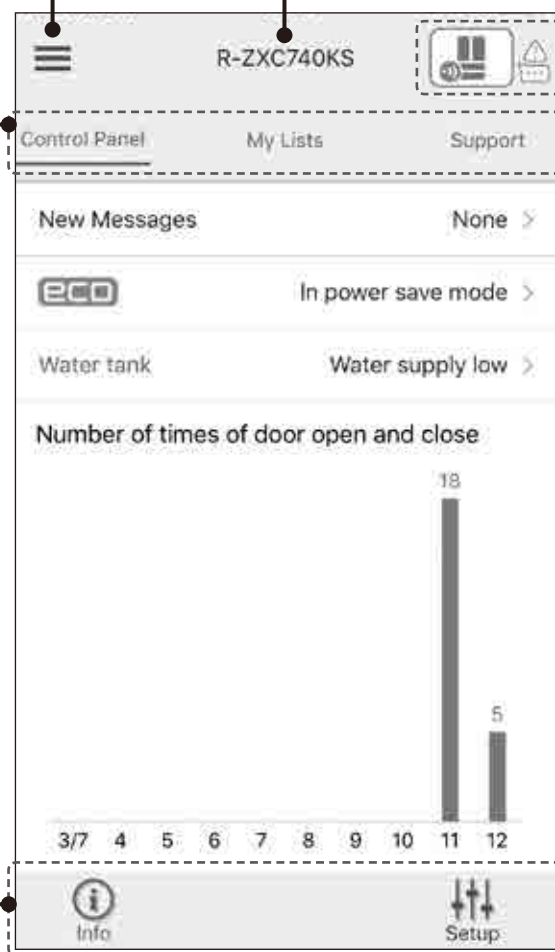 R-ZXC740KS
Control Panel My Lists Support
New Messages None >
eco In power save mode >
Water tank Water supply low >
Number of times of door open and close
18
5
3/7 4 5 6 7 8 9 10 11 12
Info Setup